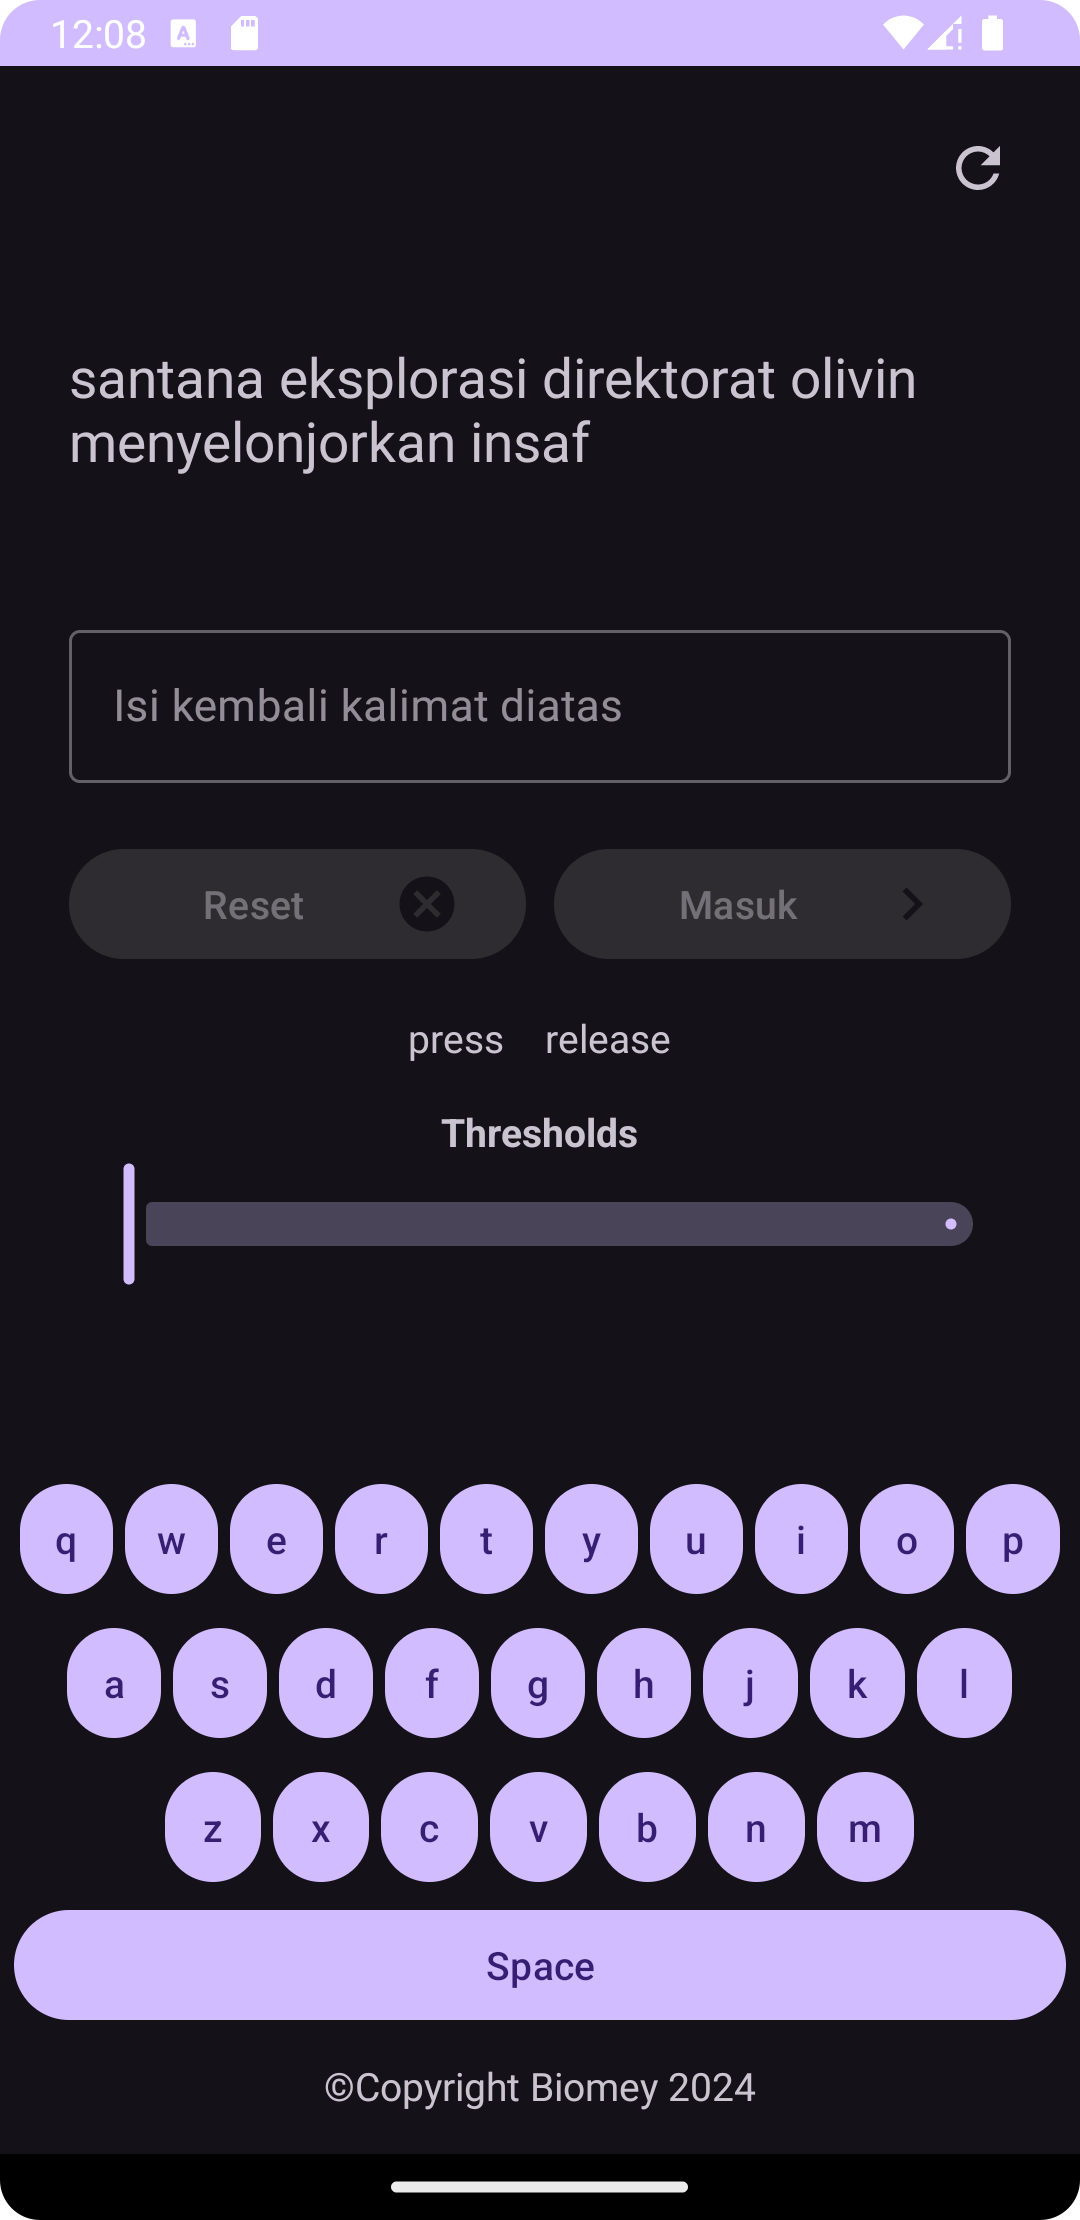 12:08
santana eksplorasi direktorat olivin
menyelonjorkan insaf
Isi kembali kalimat diatas
Reset Masuk
press release
Thresholds
q w e r t y u i o p
a s d f g h j k l
z x c v b n m
Space
©Copyright Biomey 2024